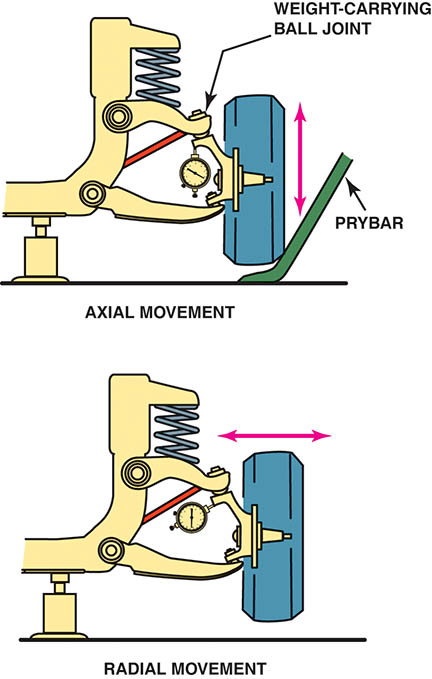 WEIGHT-CARRYING
BALL JOINT
PRYBAR
AXIAL MOVEMENT
RADIAL MOVEMENT